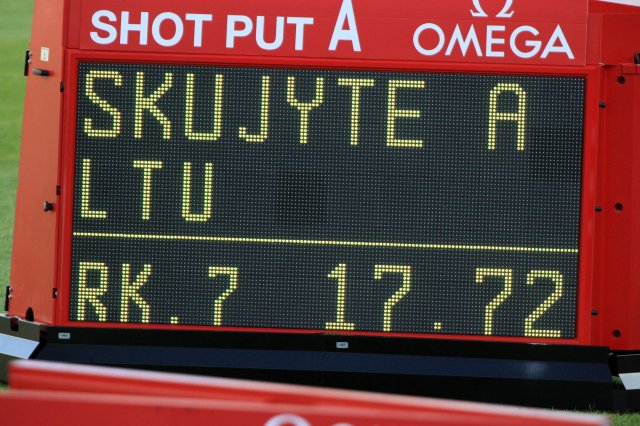 SHOT PUT A Ω OMEGA
SKUJYTE A
LTU
RK.7 17.72